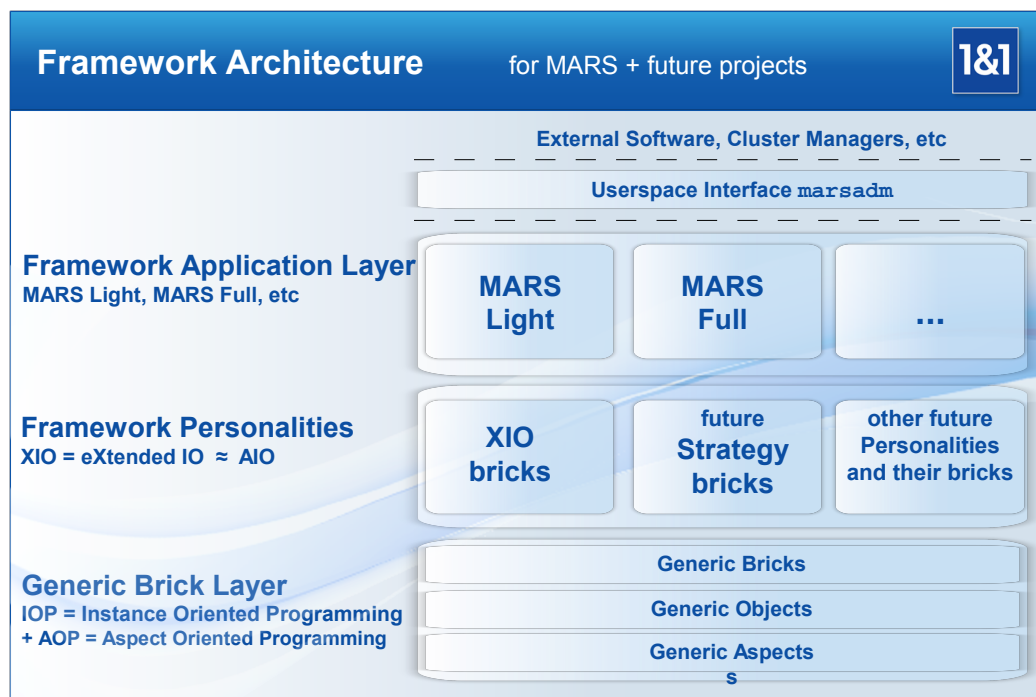 Framework Architecture for MARS + future projects
1&1
External Software, Cluster Managers, etc
Userspace Interface marsadm
Framework Application Layer
MARS Light, MARS Full, etc
MARS
Light
MARS
Full
...
Framework Personalities
XIO = eXtended IO ≈ AIO
XIO
bricks
future
Strategy
bricks
other future
Personalities
and their bricks
Generic Brick Layer
IOP = Instance Oriented Programming
+ AOP = Aspect Oriented Programming
Generic Bricks
Generic Objects
Generic Aspects
s